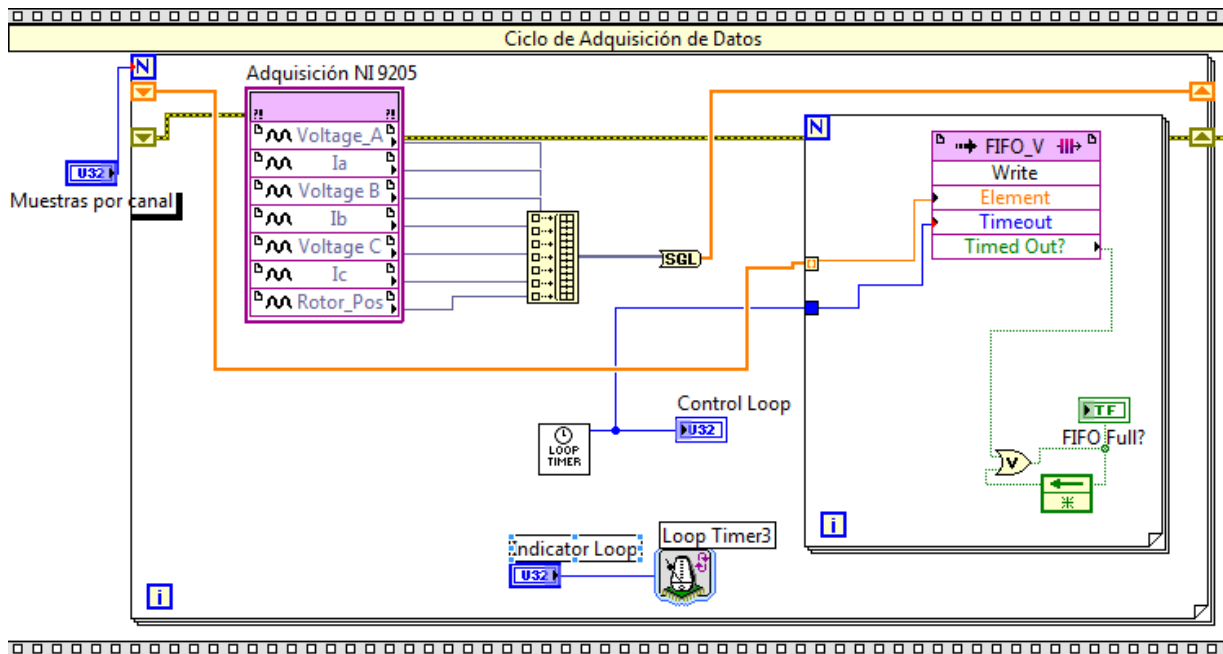 Ciclo de Adquisición de Datos
N
Adquisición NI 9205
?! ?!
Voltage_A
Ia
Voltage B
Ib
Voltage C
Ic
Rotor_Pos
U32
Muestras por canal
SGL
N
FIFO_V
Write
Element
Timeout
Timed Out?
Control Loop
U32
LOOP
TIMER
TF
FIFO Full?
V
i
Indicator Loop
U32
Loop Timer3
i